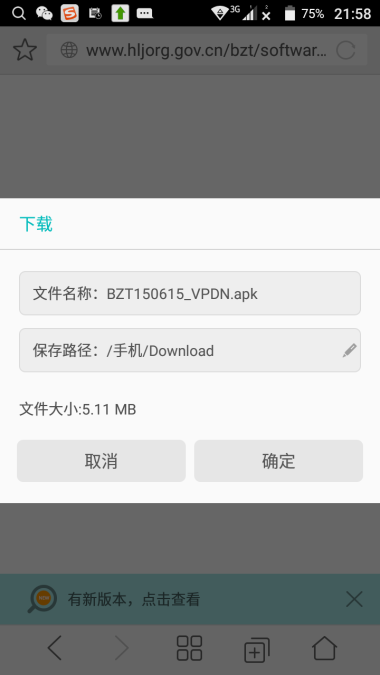 3G 2 75% 21:58
www.hljorg.gov.cn/bzt/softwar...
下载
文件名称：BZT150615_VPDN.apk
保存路径：/手机/Download
文件大小:5.11 MB
取消 确定
有新版本，点击查看